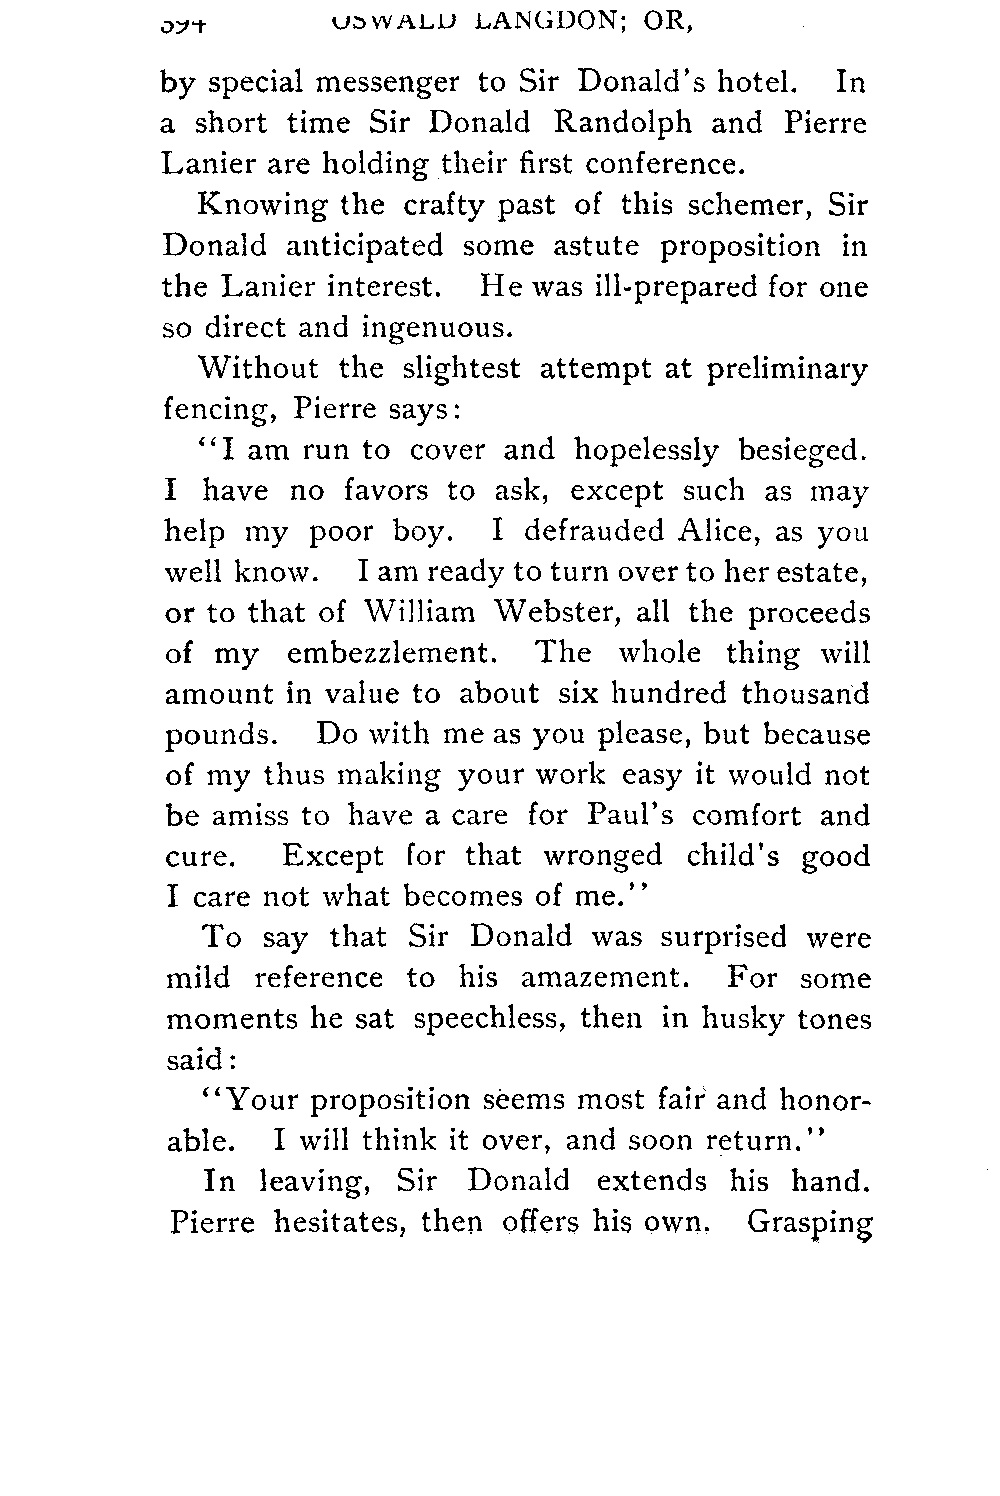 394 OSWALD LANGDON; OR,
by special messenger to Sir Donald's hotel. In
a short time Sir Donald Randolph and Pierre
Lanier are holding their first conference.
Knowing the crafty past of this schemer, Sir
Donald anticipated some astute proposition in
the Lanier interest. He was ill-prepared for one
so direct and ingenuous.
Without the slightest attempt at preliminary
fencing, Pierre says:
"I am run to cover and hopelessly besieged.
I have no favors to ask, except such as may
help my poor boy. I defrauded Alice, as you
well know. I am ready to turn over to her estate,
or to that of William Webster, all the proceeds
of my embezzlement. The whole thing will
amount in value to about six hundred thousand
pounds. Do with me as you please, but because
of my thus making your work easy it would not
be amiss to have a care for Paul's comfort and
cure. Except for that wronged child's good
I care not what becomes of me."
To say that Sir Donald was surprised were
mild reference to his amazement. For some
moments he sat speechless, then in husky tones
said:
"Your proposition seems most fair and honor-
able. I will think it over, and soon return."
In leaving, Sir Donald extends his hand.
Pierre hesitates, then offers his own. Grasping